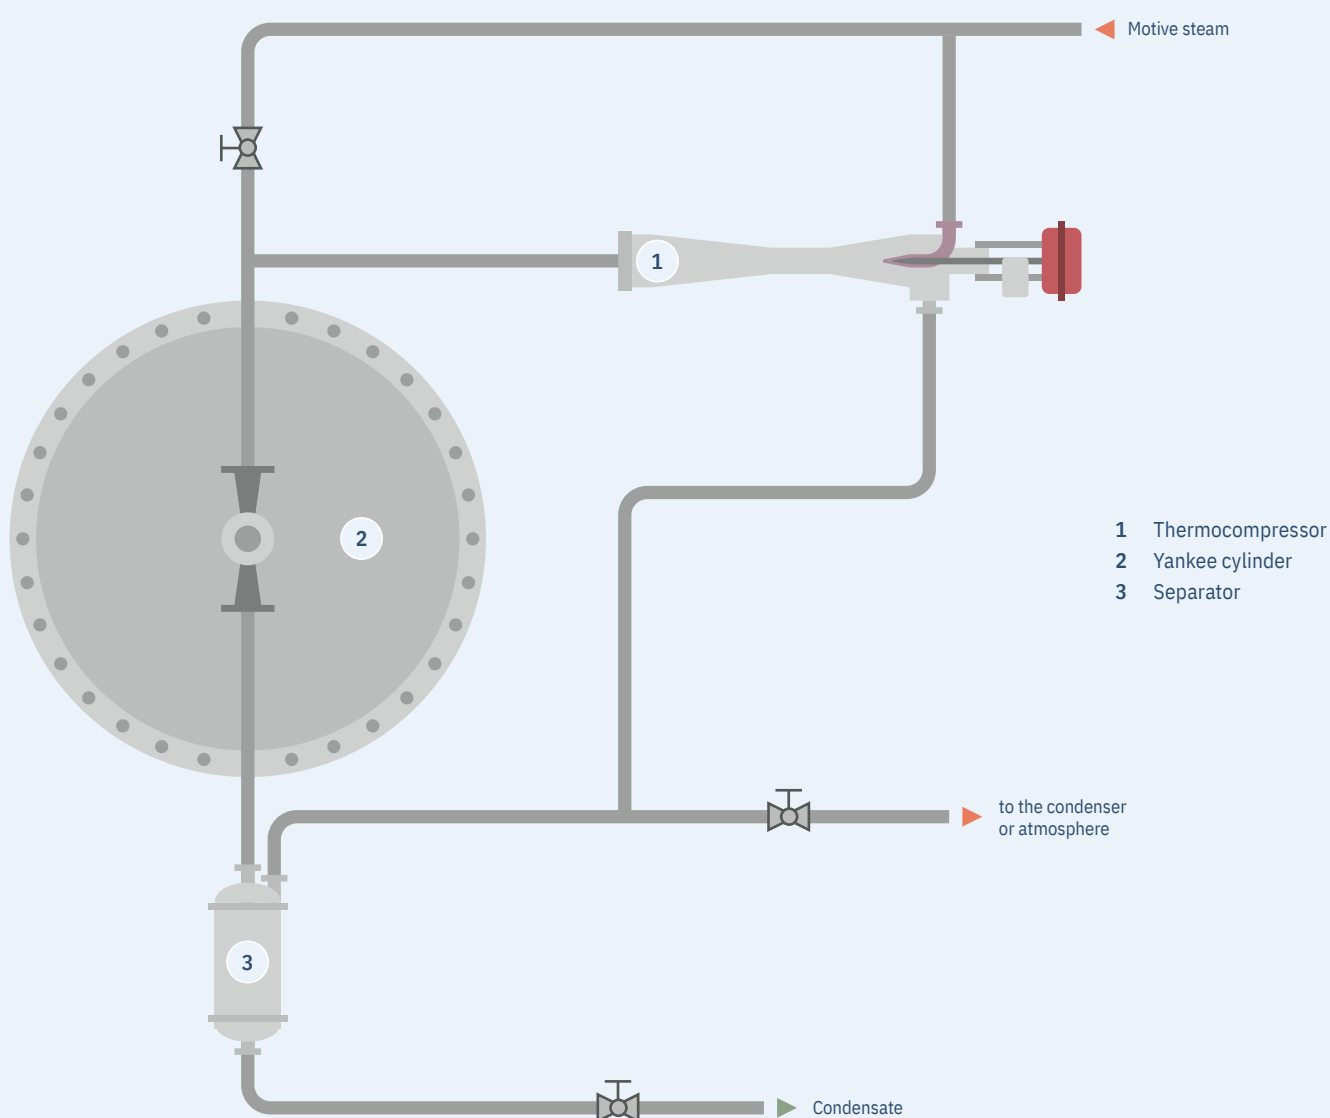 Motive steam
1
2
1 Thermocompressor
2 Yankee cylinder
3 Separator
to the condenser
or atmosphere
3
Condensate